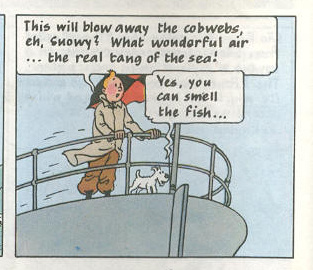 This will blow away the cobwebs,
eh, Snowy? What wonderful air
... the real tang of the sea!
Yes, you
can smell
the fish...